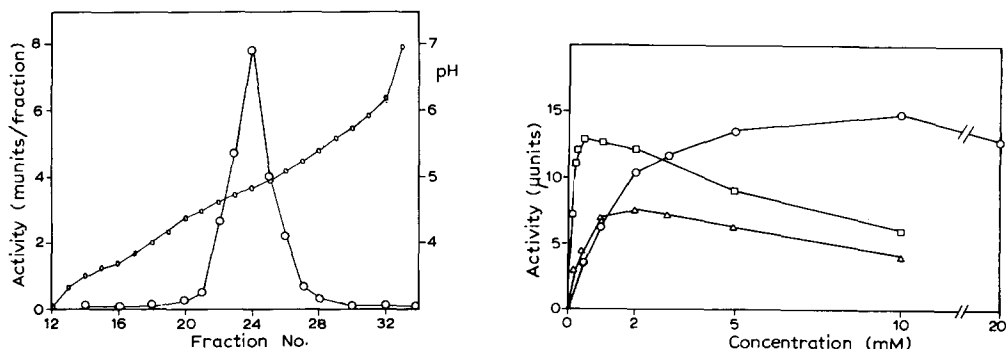 8
6
4
2
0
Activity (munits/fraction)
7
6
5
4
pH
12 16 20 24 28 32
Fraction No.
15
10
5
0
Activity (μunits)
0 2 5 10 20
Concentration (mM)